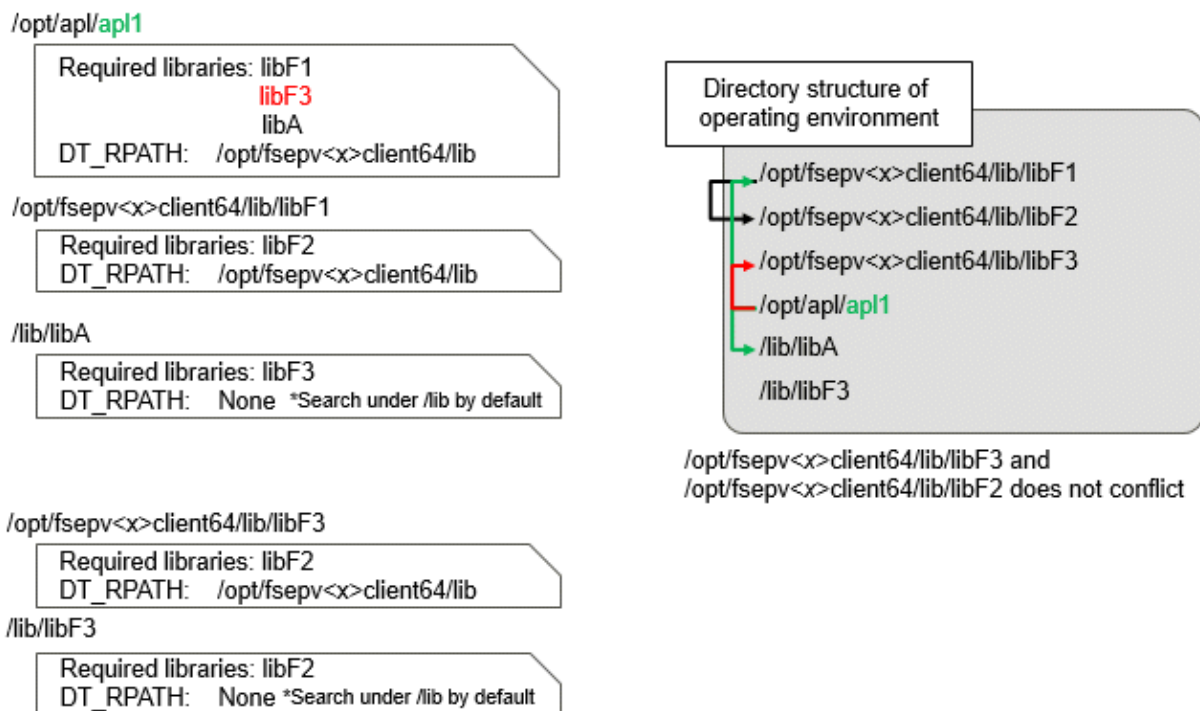 /opt/apl/apl1
Required libraries: libF1
libF3
libA
DT_RPATH: /opt/fsepv<x>client64/lib
/opt/fsepv<x>client64/lib/libF1
Required libraries: libF2
DT_RPATH: /opt/fsepv<x>client64/lib
/lib/libA
Required libraries: libF3
DT_RPATH: None *Search under /lib by default
/opt/fsepv<x>client64/lib/libF3
Required libraries: libF2
DT_RPATH: /opt/fsepv<x>client64/lib
/lib/libF3
Required libraries: libF2
DT_RPATH: None *Search under /lib by default
Directory structure of
operating environment
/opt/fsepv<x>client64/lib/libF1
/opt/fsepv<x>client64/lib/libF2
/opt/fsepv<x>client64/lib/libF3
/opt/apl/apl1
/lib/libA
/lib/libF3
/opt/fsepv<x>client64/lib/libF3 and
/opt/fsepv<x>client64/lib/libF2 does not conflict